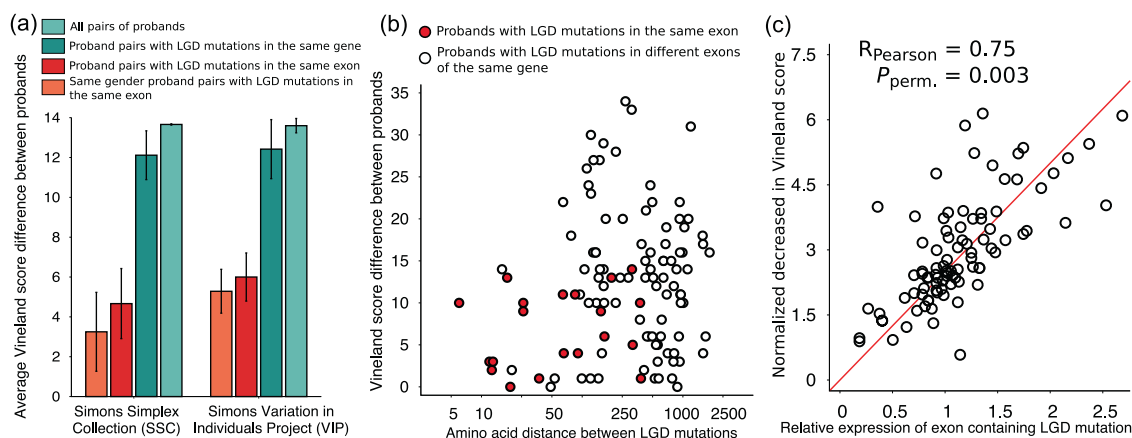 (a)
All pairs of probands
Proband pairs with LGD mutations in the same gene
Proband pairs with LGD mutations in the same exon
Same gender proband pairs with LGD mutations in
the same exon
Average Vineland score difference between probands
14
12
10
8
6
4
2
0
Simons Simplex
Collection (SSC)
Simons Variation in
Individuals Project (VIP)
(b)
Probands with LGD mutations in the same exon
Probands with LGD mutations in different exons
of the same gene
Vineland score difference between probands
35
30
25
20
15
10
5
0
5 10 50 250 1000 2500
Amino acid distance between LGD mutations
(c)
R_Pearson = 0.75
P_perm. = 0.003
Normalized decreased in Vineland score
7.5
6
4.5
3
1.5
0
0 0.5 1 1.5 2 2.5
Relative expression of exon containing LGD mutation